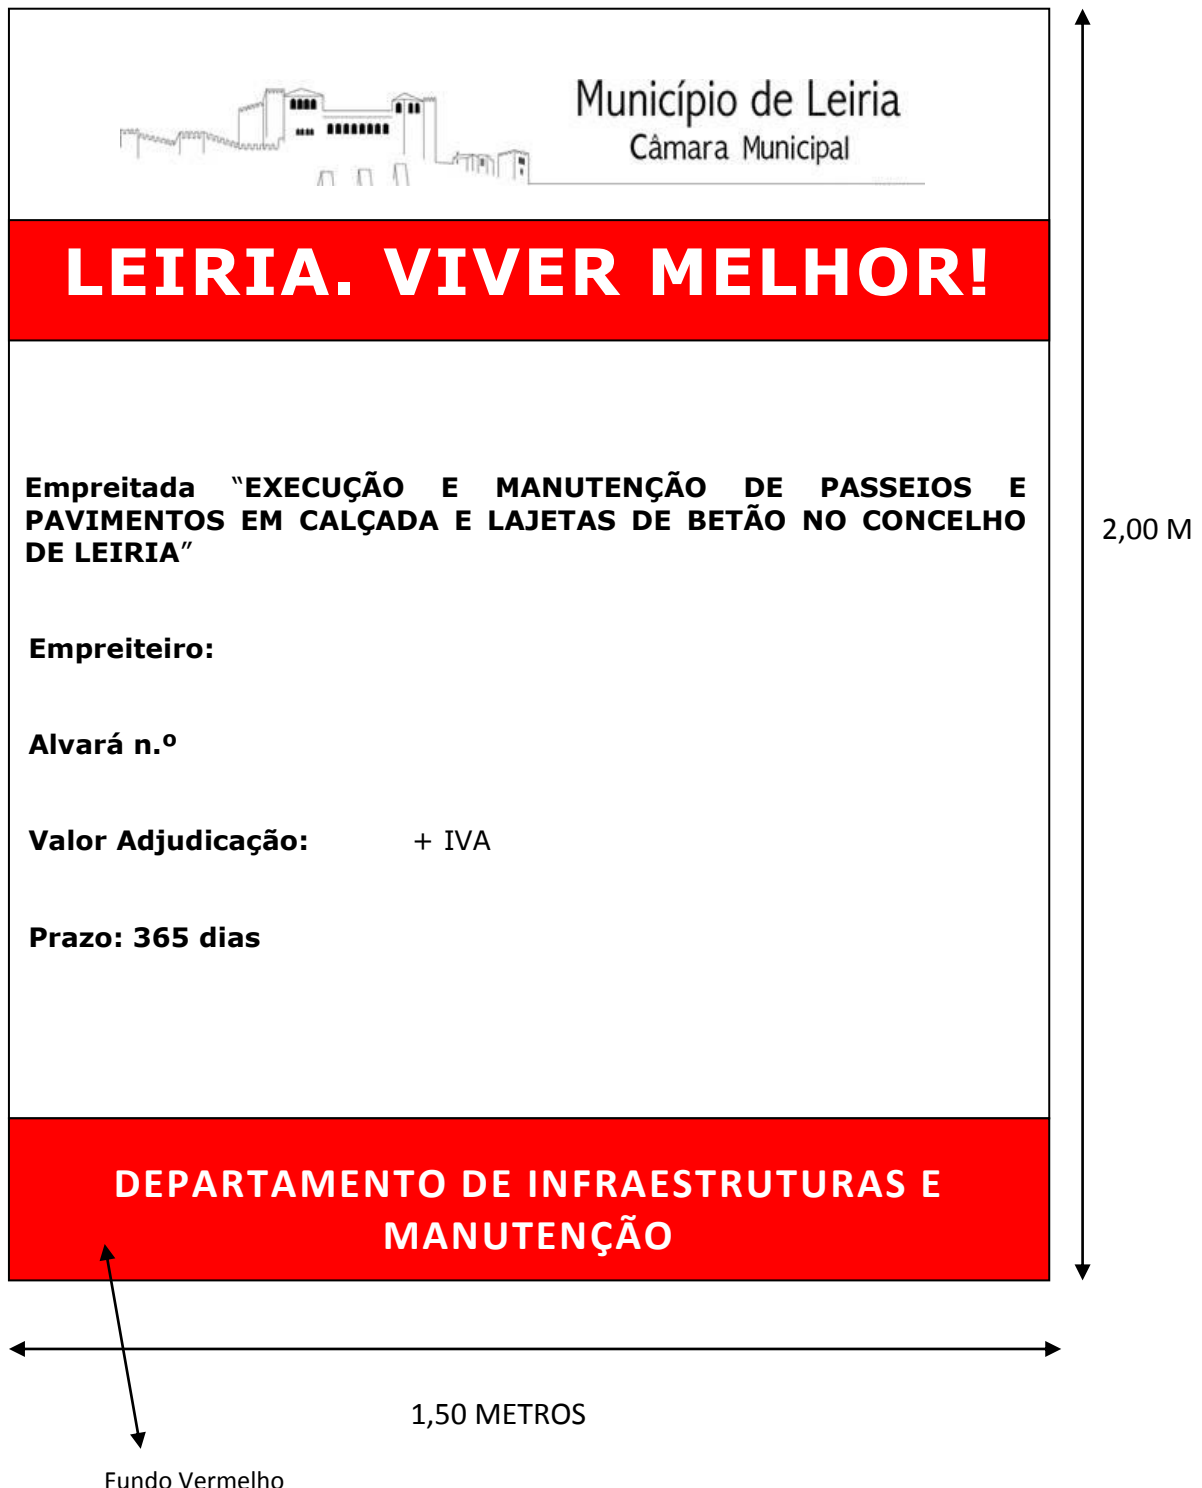 Município de Leiria
Câmara Municipal
LEIRIA. VIVER MELHOR!
Empreitada “EXECUÇÃO E MANUTENÇÃO DE PASSEIOS E
PAVIMENTOS EM CALÇADA E LAJETAS DE BETÃO NO CONCELHO
DE LEIRIA”
2,00 M
Empreiteiro:
Alvará n.º
Valor Adjudicação: + IVA
Prazo: 365 dias
DEPARTAMENTO DE INFRAESTRUTURAS E
MANUTENÇÃO
1,50 METROS
Fundo Vermelho